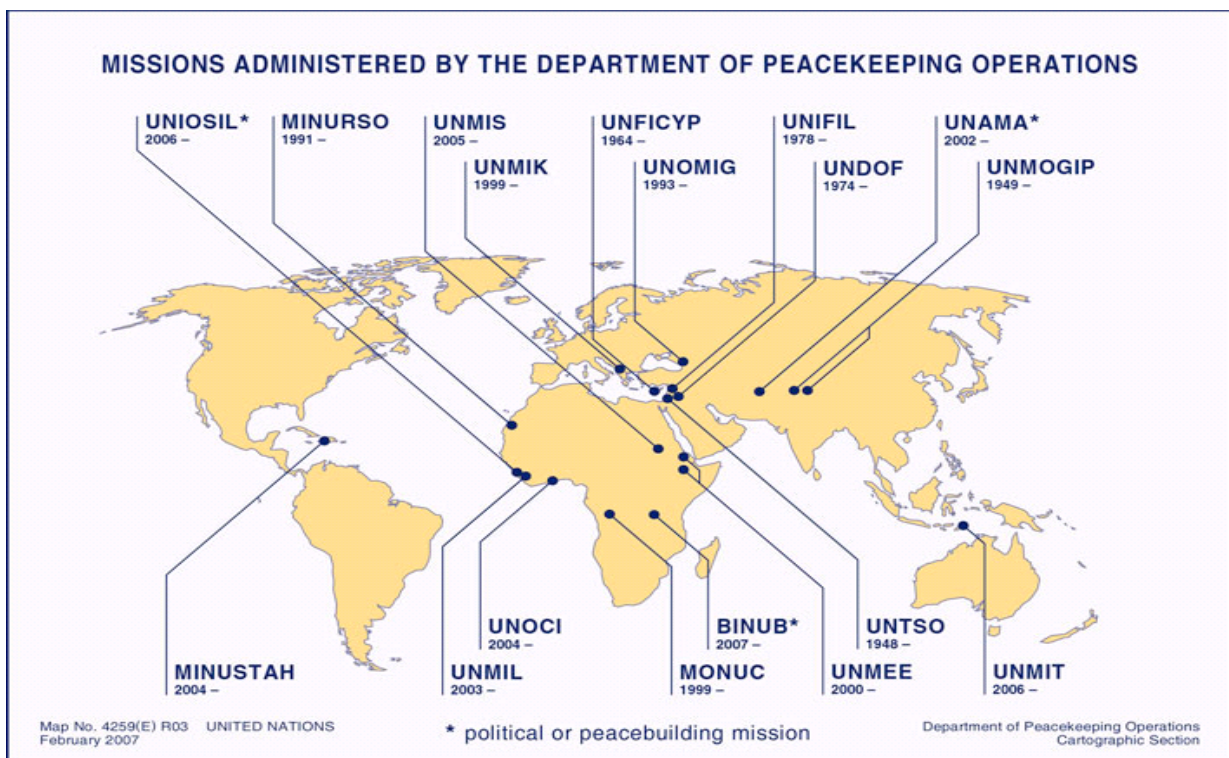 MISSIONS ADMINISTERED BY THE DEPARTMENT OF PEACEKEEPING OPERATIONS
UNIOSIL*
2006 –
MINURSO
1991 –
UNMIS
2005 –
UNFICYP
1964 –
UNIFIL
1978 –
UNAMA*
2002 –
UNMIK
1999 –
UNOMIG
1993 –
UNDOF
1974 –
UNMOGIP
1949 –
UNOCI
2004 –
BINUB*
2007 –
UNTSO
1948 –
MINUSTAH
2004 –
UNMIL
2003 –
MONUC
1999 –
UNMEE
2000 –
UNMIT
2006 –
Map No. 4259(E) R03 UNITED NATIONS
February 2007
* political or peacebuilding mission
Department of Peacekeeping Operations
Cartographic Section